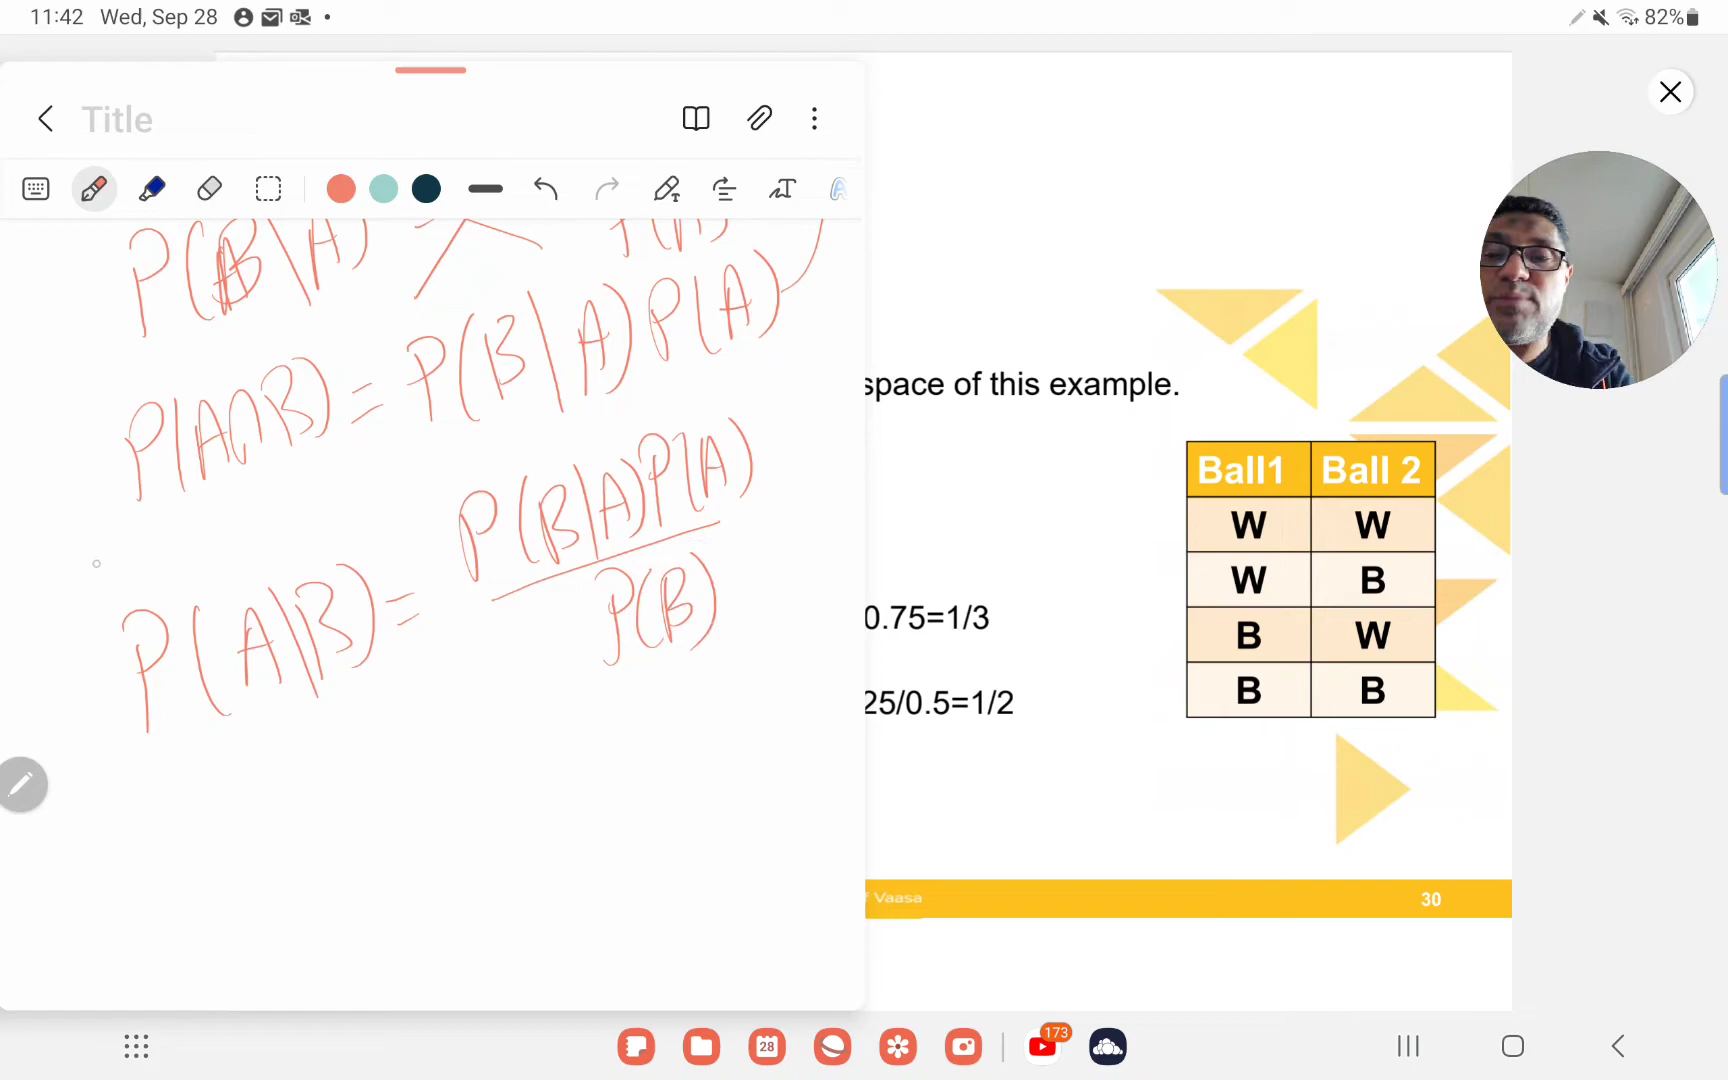 11:42 Wed, Sep 28
82%
Title
P(B|A)
P(A∩B) = P(B|A)P(A)
P(A|B) = P(B|A)P(A)
P(B)
space of this example.
Ball1 Ball 2
W W
W B
B W
B B
0.75=1/3
25/0.5=1/2
Vaasa
30
28
173